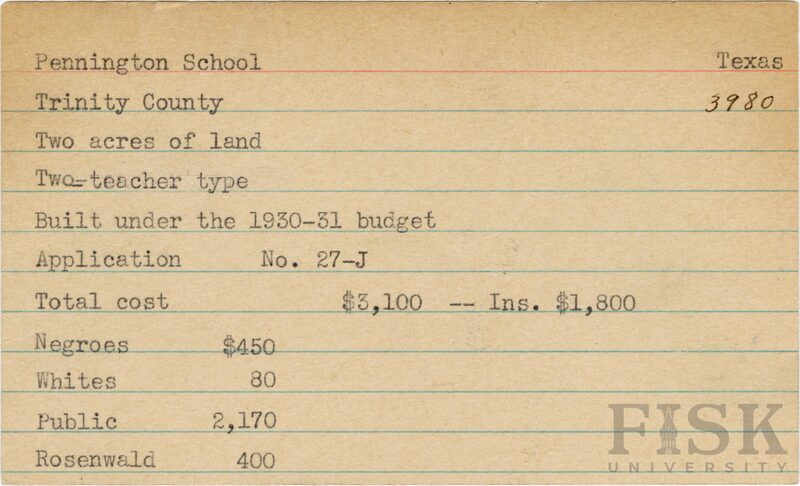 Pennington School Texas
Trinity County 3980
Two acres of land
Two-teacher type
Built under the 1930-31 budget
Application No. 27-J
Total cost $3,100 -- Ins. $1,800
Negroes $450
Whites 80
Public 2,170
Rosenwald 400
FISK
UNIVERSITY